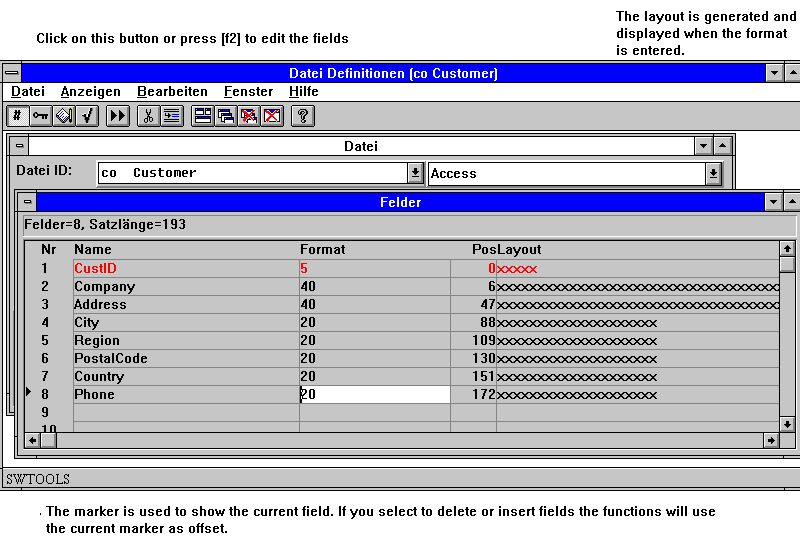 The layout is generated and
displayed when the format
is entered.
Click on this button or press [f2] to edit the fields
Datei Definitionen (co Customer)
Datei Anzeigen Bearbeiten Fenster Hilfe
# ?
Datei
Datei ID: co Customer Access
Felder
Felder=8, Satzlänge=193
Nr Name Format Pos Layout
1 CustID 5 0 xxxxx
2 Company 40 6 xxxxxxxxxxxxxxxxxxxxxxxxxxxxxxxxxxx
3 Address 40 47 xxxxxxxxxxxxxxxxxxxxxxxxxxxxxxxxxxx
4 City 20 88 xxxxxxxxxxxxxxxxxxxx
5 Region 20 109 xxxxxxxxxxxxxxxxxxxx
6 PostalCode 20 130 xxxxxxxxxxxxxxxxxxxx
7 Country 20 151 xxxxxxxxxxxxxxxxxxxx
8 Phone 20 172 xxxxxxxxxxxxxxxxxxxx
9
10
SWTOOLS
The marker is used to show the current field. If you select to delete or insert fields the functions will use
the current marker as offset.